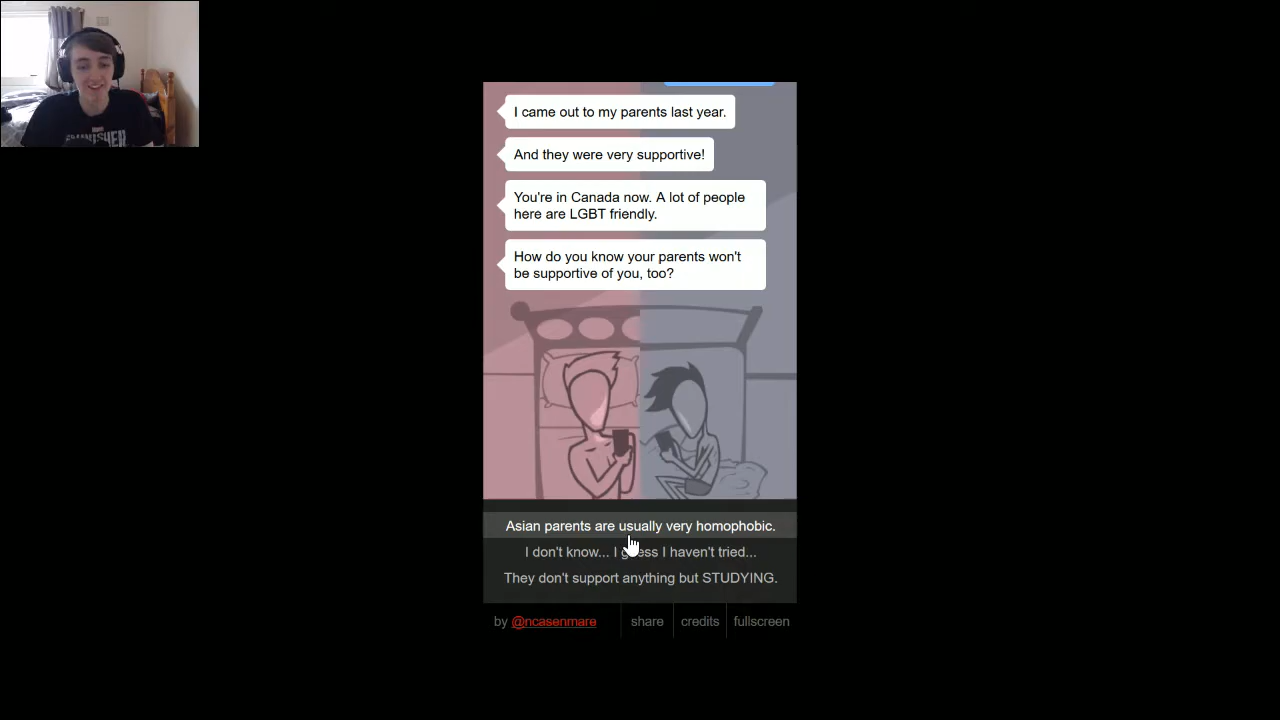 I came out to my parents last year.
And they were very supportive!
You're in Canada now. A lot of people
here are LGBT friendly.
How do you know your parents won't
be supportive of you, too?
Asian parents are usually very homophobic.
I don't know... I guess I haven't tried...
They don't support anything but STUDYING.
by @ncasenmare share credits fullscreen